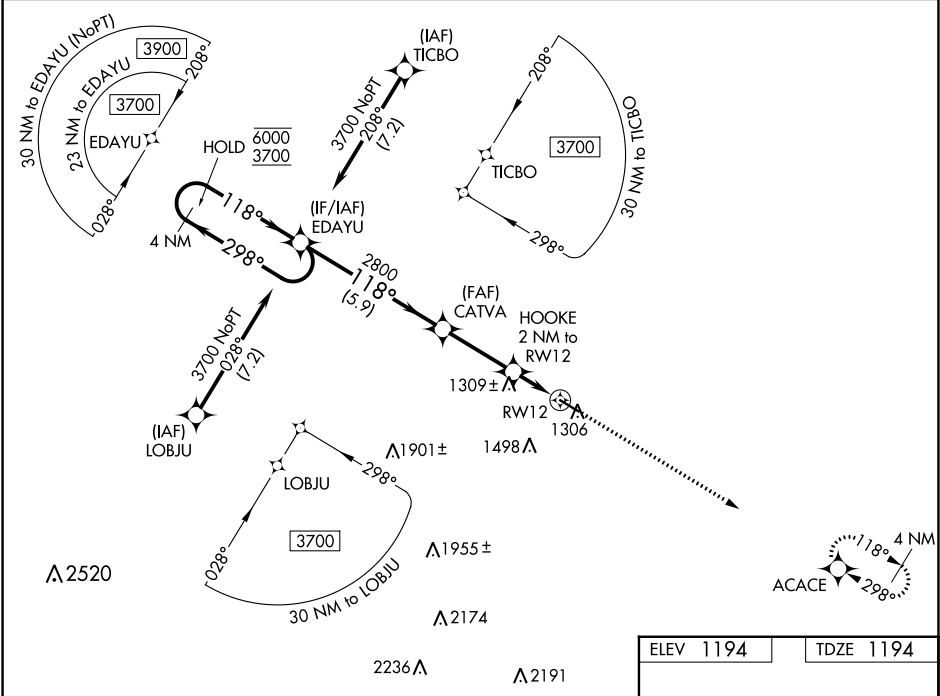 30 NM to EDAYU (NoPT)
3900
208°
23 NM to EDAYU
3700
EDAYU
028°
(IAF)
TICBO
3700 NoPT
208°
(7.2)
208°
3700
TICBO
30 NM to TICBO
298°
HOLD
6000
3700
118°
298°
4 NM
(IF/IAF)
EDAYU
2800
118°
(5.9)
(FAF)
CATVA
HOOKE
2 NM to
RW12
1309±
RW12
1306
3700 NoPT
028°
(7.2)
(IAF)
LOBJU
1901±
1498
298°
LOBJU
028°
3700
30 NM to LOBJU
1955±
2520
118°
4 NM
298°
ACACE
2174
2236
2191
ELEV 1194
TDZE 1194